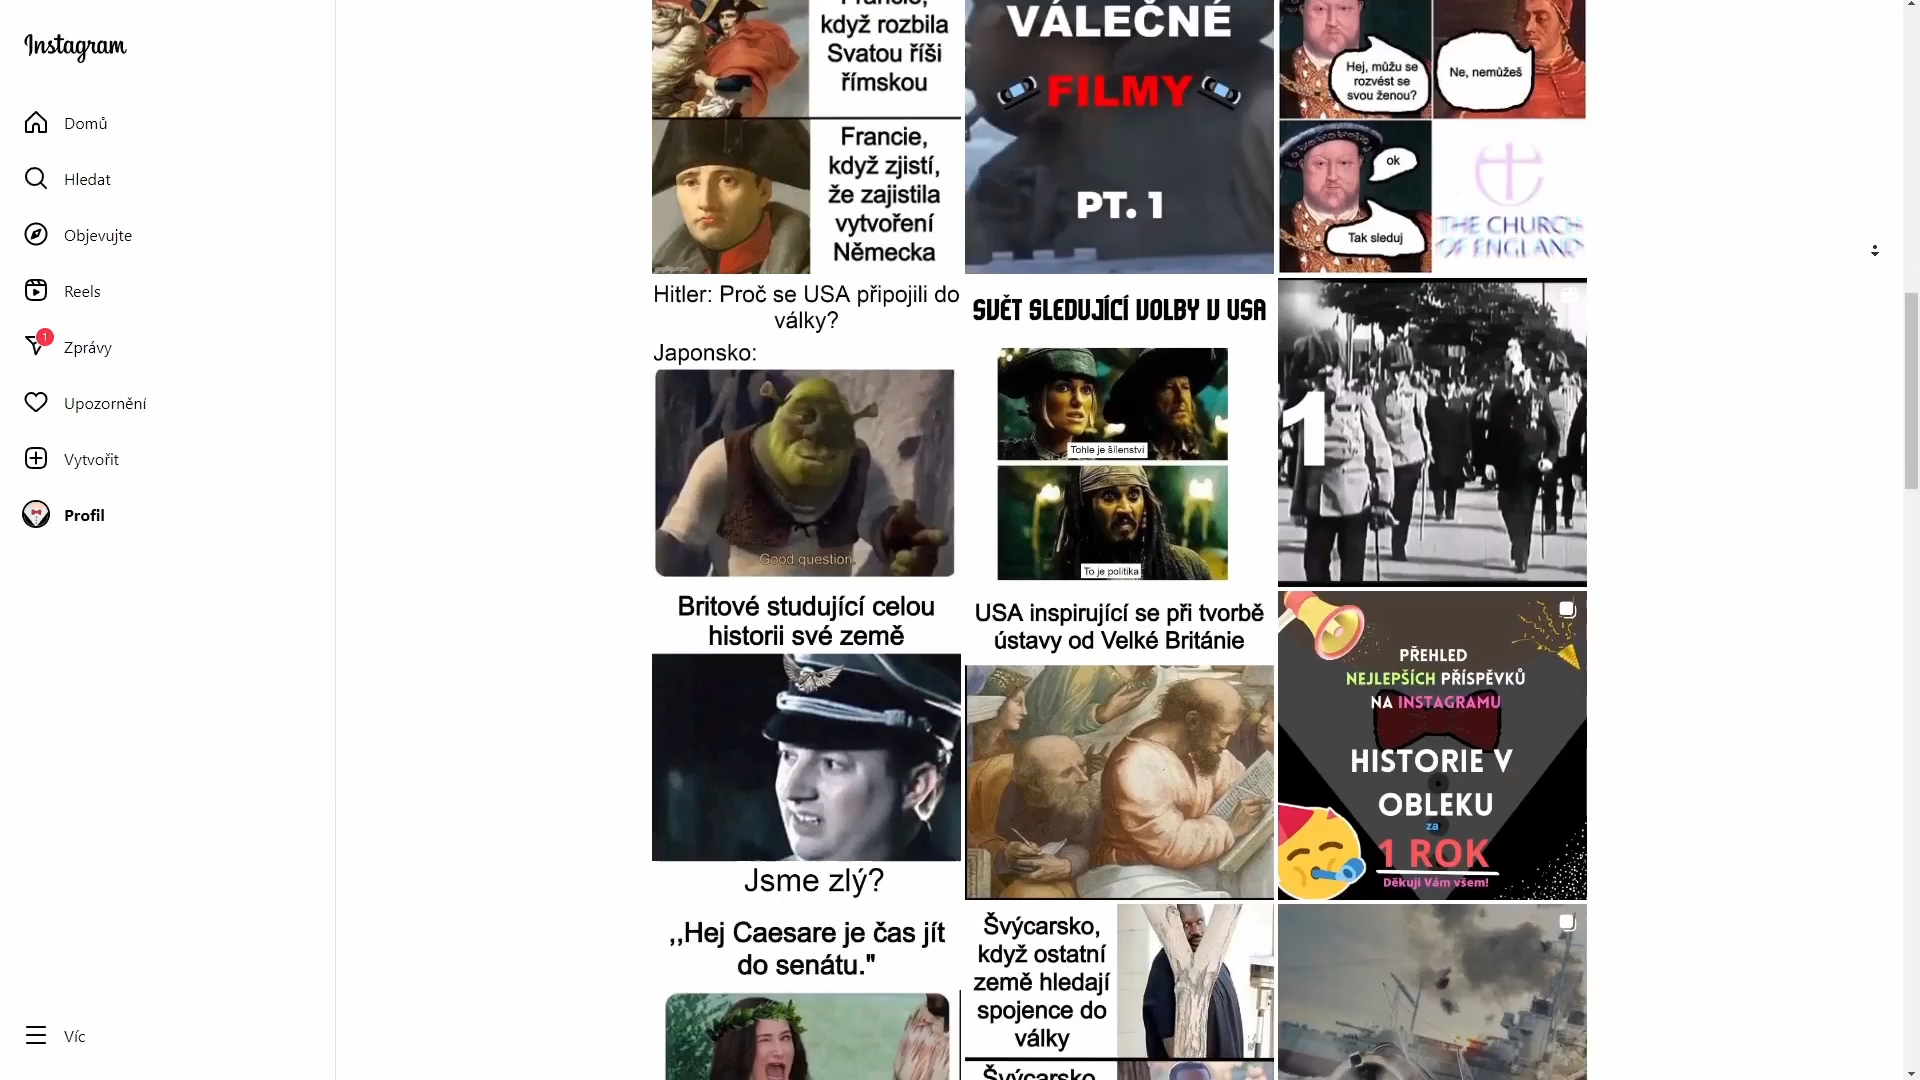 Instagram
Domů
Hledat
Objevujte
Reels
1
Zprávy
Upozornění
Vytvořit
Profil
Víc
když rozbila
Svatou říši
římskou
Francie,
když zjistí,
že zajistila
vytvoření
Německa
VÁLEČNÉ
FILMY
PT. 1
Hej, můžu se
rozvést se
svou ženou?
Ne, nemůžeš
ok
Tak sleduj
THE CHURCH
OF ENGLAND
Hitler: Proč se USA připojili do
války?
Japonsko:
Good question.
SVĚT SLEDUJÍCÍ VOLBY V USA
Tohle je šílenství
To je politika
1
Britové studující celou
historii své země
Jsme zlý?
USA inspirující se při tvorbě
ústavy od Velké Británie
PŘEHLED
NEJLEPŠÍCH PŘÍSPĚVKŮ
NA INSTAGRAMU
HISTORIE V
OBLEKU
za
1 ROK
Děkuji Vám všem!
,,Hej Caesare je čas jít
do senátu."
Švýcarsko,
když ostatní
země hledají
spojence do
války
Švýcarsko